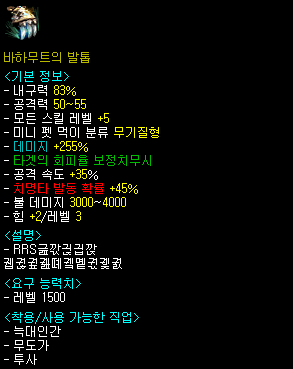 바하무트의 발톱
<기본 정보>
- 내구력 83%
- 공격력 50~55
- 모든 스킬 레벨 +5
- 미니 펫 먹이 분류 무기질형
- 데미지 +255%
- 타겟의 회피율 보정치무시
- 공격 속도 +35%
- 치명타 발동 확률 +45%
- 불 데미지 3000~4000
- 힘 +2/레벨 3
<설명>
- RRS
<요구 능력치>
- 레벨 1500
<착용/사용 가능한 직업>
- 늑대인간
- 무도가
- 투사